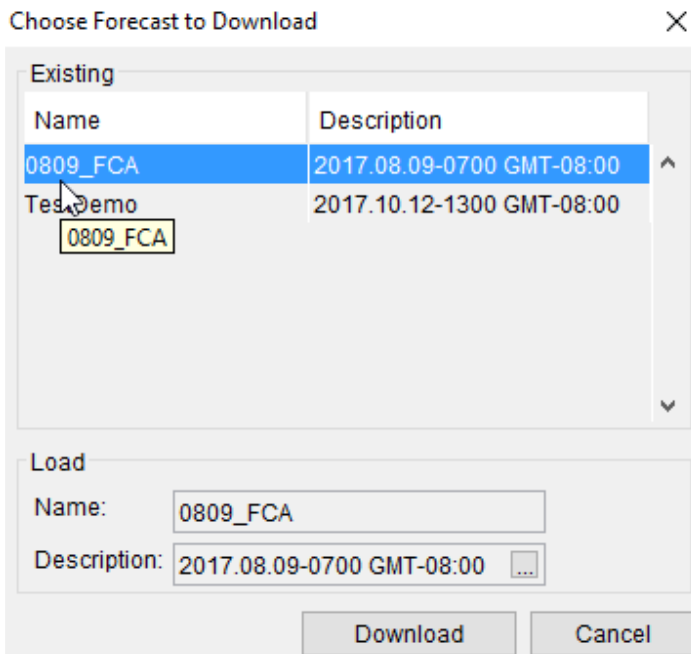 Choose Forecast to Download
Existing
Name Description
0809_FCA 2017.08.09-0700 GMT-08:00
Demo 2017.10.12-1300 GMT-08:00
0809_FCA
Load
Name: 0809_FCA
Description: 2017.08.09-0700 GMT-08:00 ...
Download Cancel